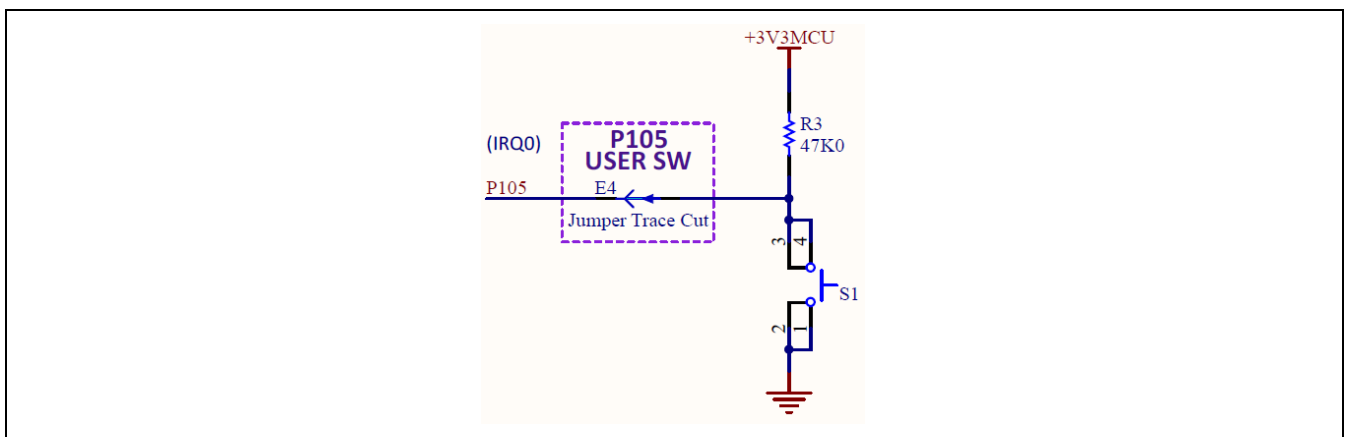 +3V3MCU
R3
47K0
(IRQ0)
P105
USER SW
P105
E4
Jumper Trace Cut
3
4
S1
2
1